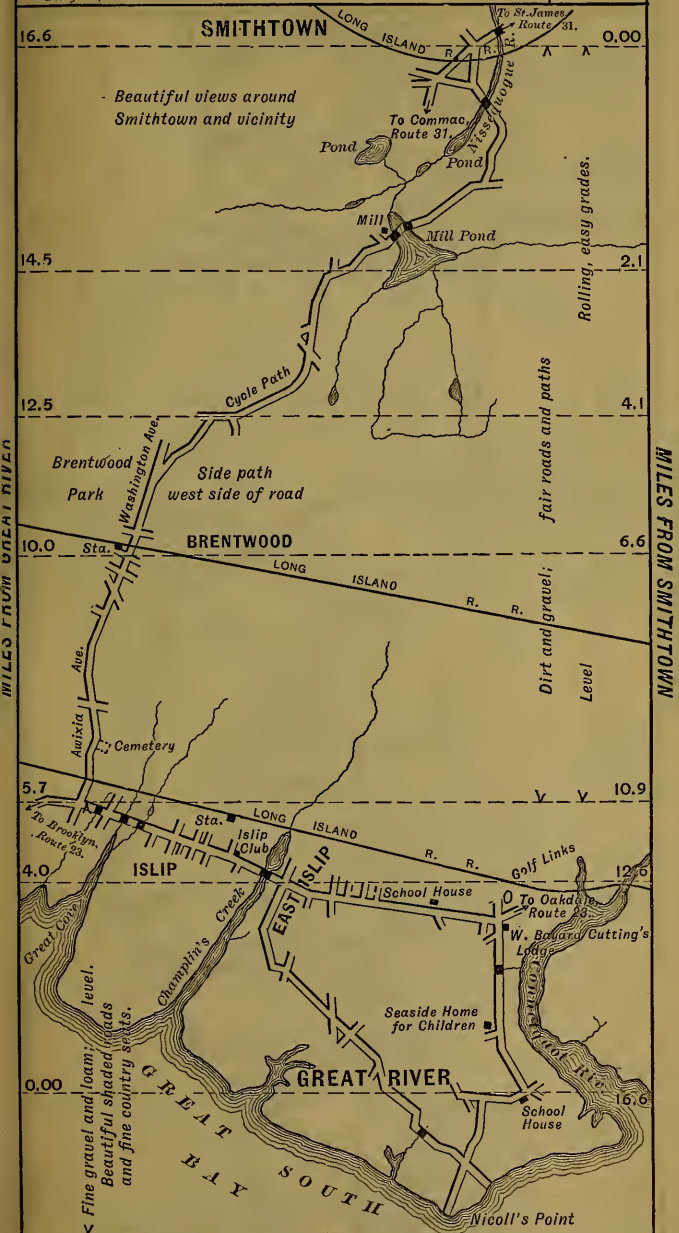 To St. James,
Route 31.
LONG ISLAND R. R.
SMITHTOWN
16.6
0.00
Beautiful views around
Smithtown and vicinity
To Commac,
Route 31.
Nissequogue R.
Pond
Pond
Mill
Mill Pond
Rolling, easy grades.
14.5
2.1
Cycle Path
12.5
4.1
Washington Ave.
Brentwood
Park
Side path
west side of road
fair roads and paths
Dirt and gravel;
Level
MILES FROM GREAT RIVER
MILES FROM SMITHTOWN
10.0
Sta.
BRENTWOOD
6.6
LONG ISLAND R. R.
Awixia Ave.
Cemetery
5.7
10.9
To Brooklyn,
Route 23.
Sta.
LONG ISLAND R. R.
Islip
Club
ISLIP
EAST ISLIP
Golf Links
4.0
12.6
School House
To Oakdale,
Route 23.
W. Bayard Cutting's
Lodge
Great Cove
Champlin's Creek
Connetquot Riv.
Seaside Home
for Children
GREAT RIVER
0.00
16.6
School
House
Fine gravel and loam; level.
Beautiful shaded roads
and fine country seats.
GREAT SOUTH
BAY
Nicoll's Point